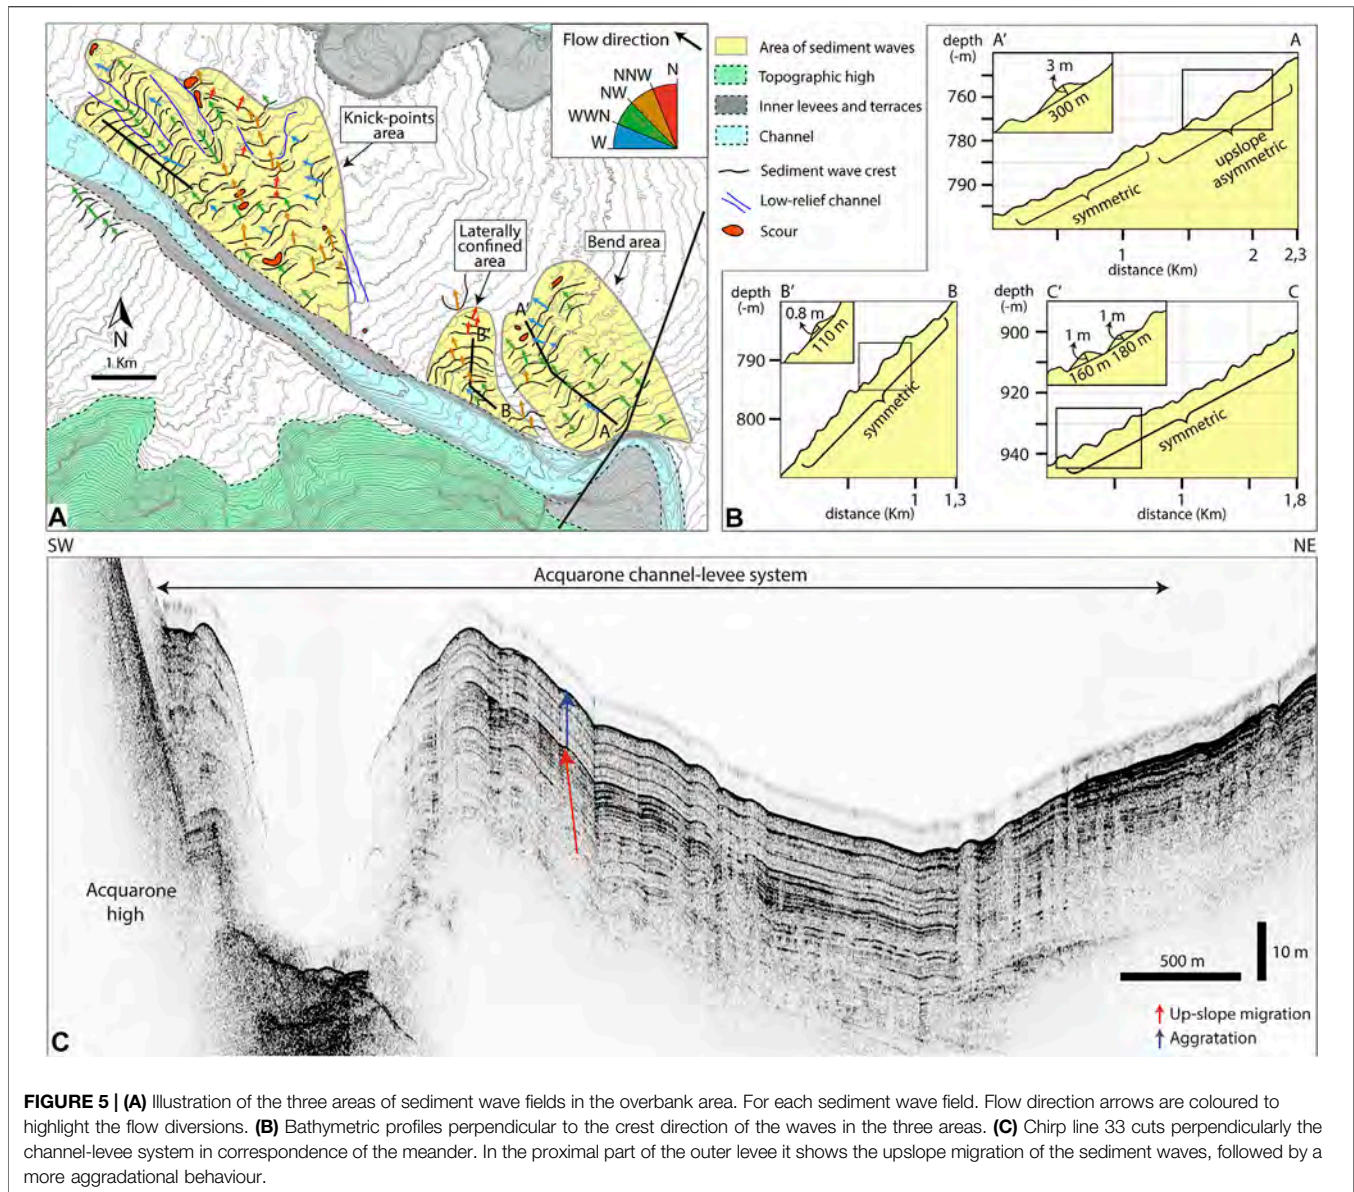 Flow direction
N
NNW
NW
WWN
W
Area of sediment waves
Topographic high
Inner levees and terraces
Channel
Sediment wave crest
Low-relief channel
Scour
Knick-points
area
Laterally
confined
area
Bend area
C'
C
B'
B
A'
A
N
1 Km
A
depth
(-m)
A'
A
3 m
300 m
760
780
790
symmetric
upslope
asymmetric
1
2
2,3
distance (Km)
depth
(-m)
B'
B
0.8 m
110 m
790
800
symmetric
1
1,3
distance (Km)
B
depth
(-m)
C'
C
1 m
1 m
160 m
180 m
900
920
940
symmetric
1
1,8
distance (Km)
SW
NE
Acquarone channel-levee system
Acquarone
high
500 m
10 m
Up-slope migration
Aggratation
C
FIGURE 5 | (A) Illustration of the three areas of sediment wave fields in the overbank area. For each sediment wave field. Flow direction arrows are coloured to
highlight the flow diversions. (B) Bathymetric profiles perpendicular to the crest direction of the waves in the three areas. (C) Chirp line 33 cuts perpendicularly the
channel-levee system in correspondence of the meander. In the proximal part of the outer levee it shows the upslope migration of the sediment waves, followed by a
more aggradational behaviour.